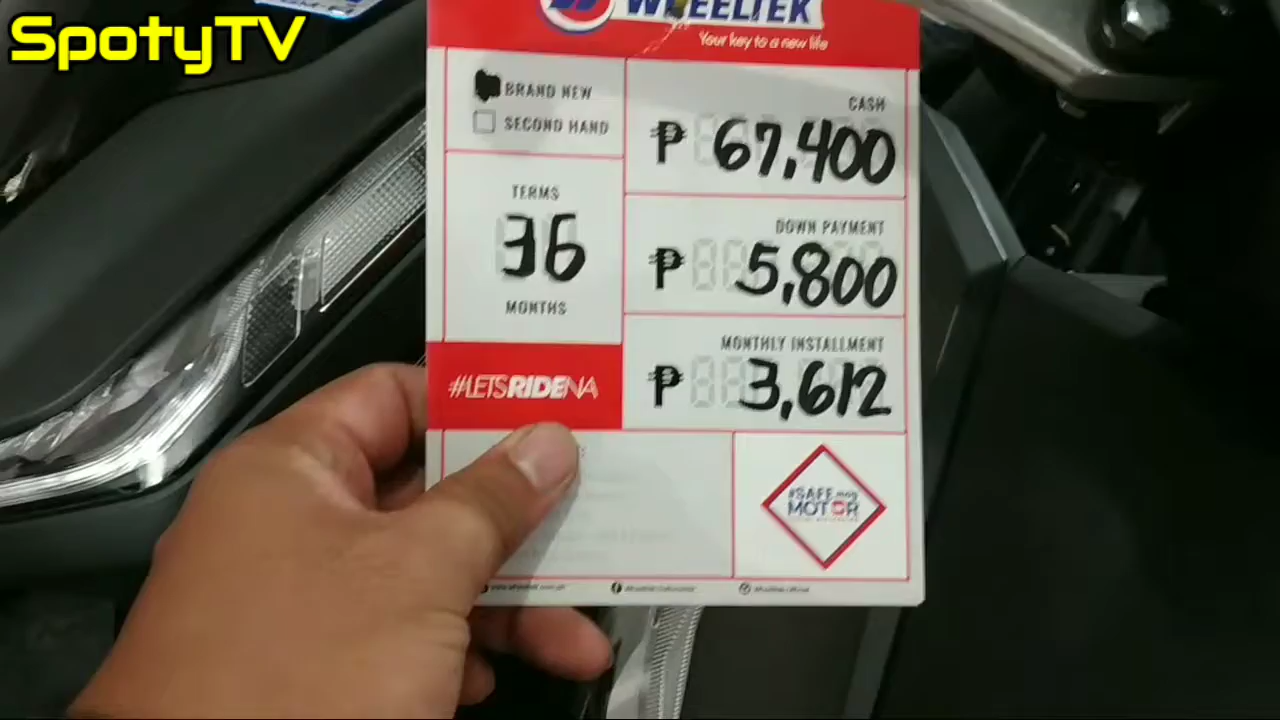 SpotyTV
WHEELTEK
Your key to a new life
BRAND NEW
SECOND HAND
CASH
₱ 67,400
TERMS
36
MONTHS
DOWN PAYMENT
₱ 5,800
MONTHLY INSTALLMENT
₱ 3,612
#LETSRIDENA
#SAFE mag
MOTOR